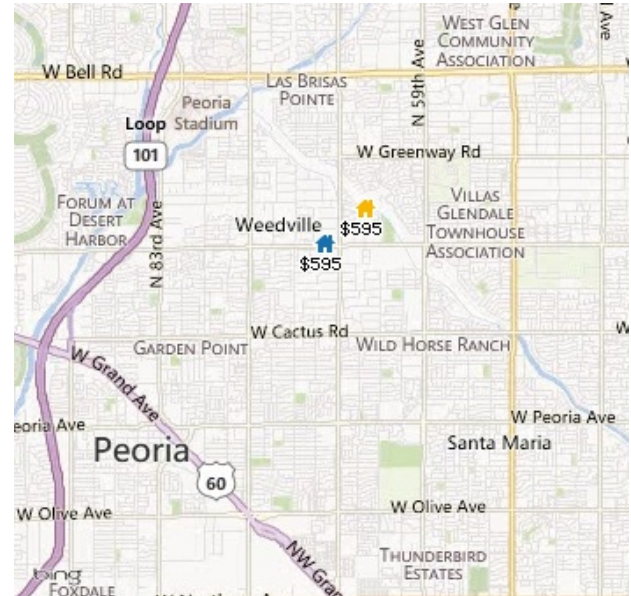 WEST GLEN
COMMUNITY
ASSOCIATION
W Bell Rd
LAS BRISAS
POINTE
N 59th Ave
Ave
Peoria
Stadium
Loop
101
W Greenway Rd
FORUM AT
DESERT
HARBOR
N 83rd Ave
Weedville
$595
$595
VILLAS
GLENDALE
TOWNHOUSE
ASSOCIATION
W Cactus Rd
W
GARDEN POINT
WILD HORSE RANCH
W Grand Ave
eoria Ave
W Peoria Ave
Peoria
Santa Maria
60
W Olive Ave
W Olive Ave
NW Gran
THUNDERBIRD
ESTATES
bing
FOXDALE